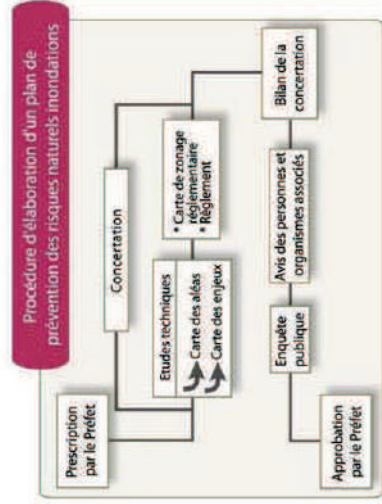 Procédure d'élaboration d'un plan de
prévention des risques naturels inondations
Prescription
par le Préfet
Concertation
Etudes techniques
Carte des aléas
Carte des enjeux
* Carte de zonage
réglementaire
* Règlement
Bilan de la
concertation
Avis des personnes et
organismes associés
Enquête
publique
Approbation
par le Préfet